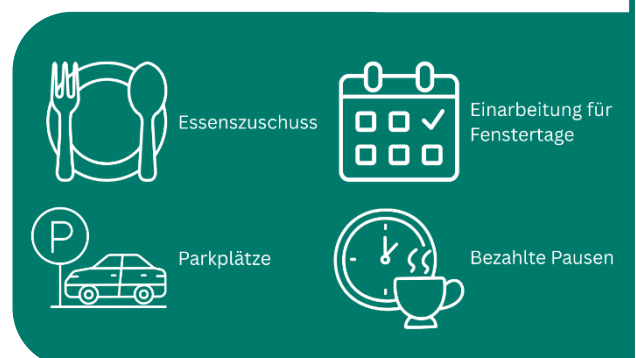 Essenszuschuss
Einarbeitung für
Fenstertage
P
Parkplätze
Bezahlte Pausen